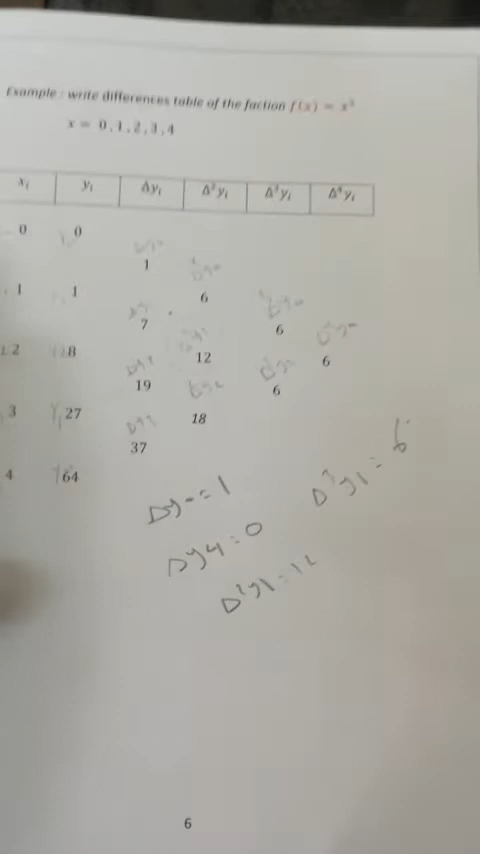 Example : write differences table of the faction f(x) = x³
x = 0,1,2,3,4
xᵢ yᵢ Δyᵢ Δ²yᵢ Δ³yᵢ Δ⁴yᵢ
0 0
1
1 1 6
7 6
2 8 12 6
19 6
3 27 18
37
4 64
Δy₀=1
Δ³y1=6
Δy4=0
Δ²y1=12
6